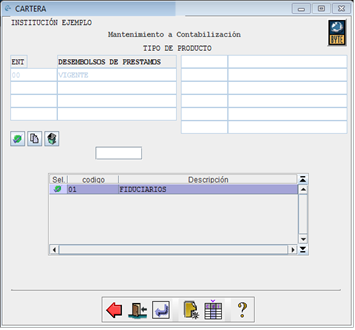 CARTERA
INSTITUCIÓN EJEMPLO
Mantenimiento a Contabilización
TIPO DE PRODUCTO
ENT DESEMBOLSOS DE PRESTAMOS
00 VIGENTE
Sel. codigo Descripción
01 FIDUCIARIOS
?